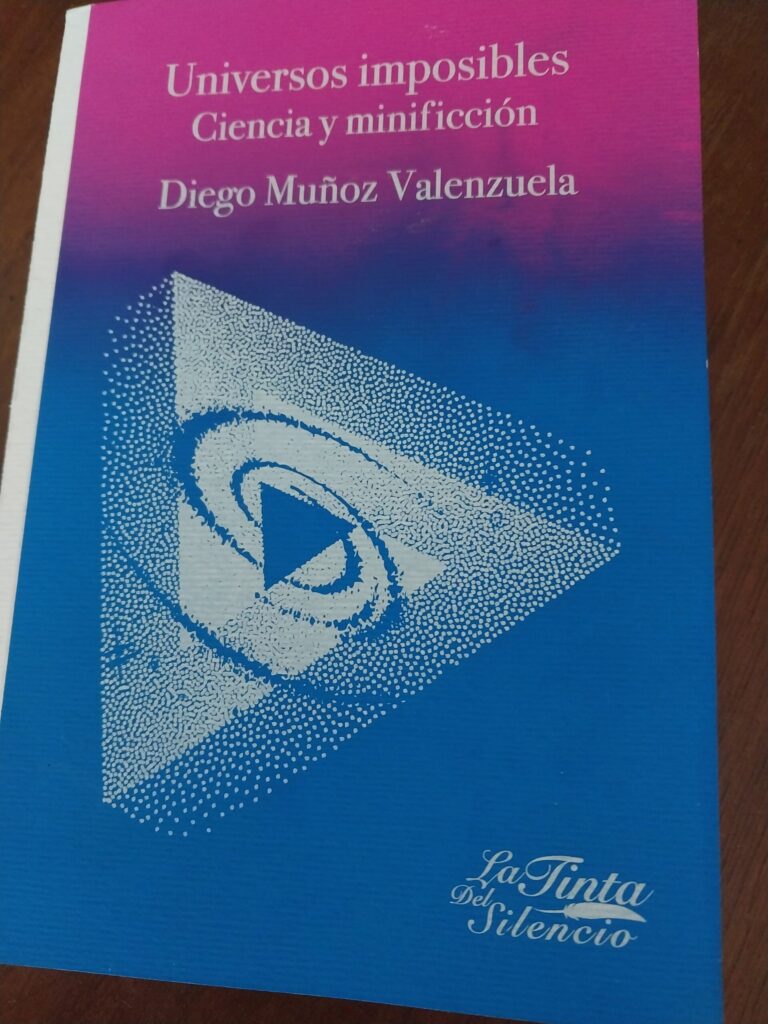 Universos imposibles
Ciencia y minificción
Diego Muñoz Valenzuela
La Tinta
Del
Silencio